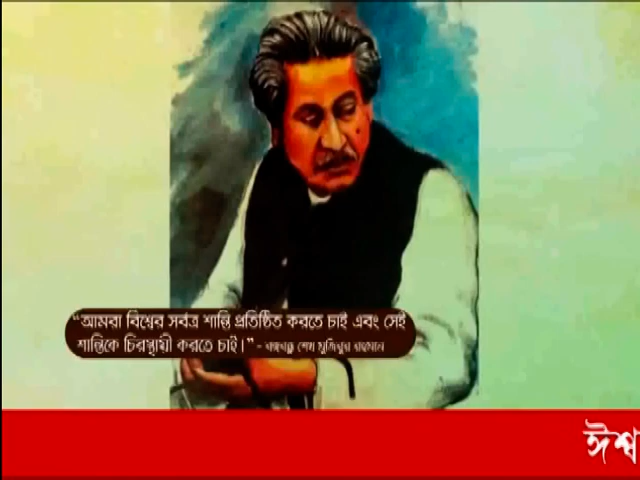 “আমরা বিশ্বের সর্বত্র শান্তি প্রতিষ্ঠিত করতে চাই এবং সেই
শান্তিকে চিরস্থায়ী করতে চাই।” - বঙ্গবন্ধু শেখ মুজিবুর রহমান
ঈশ্ব